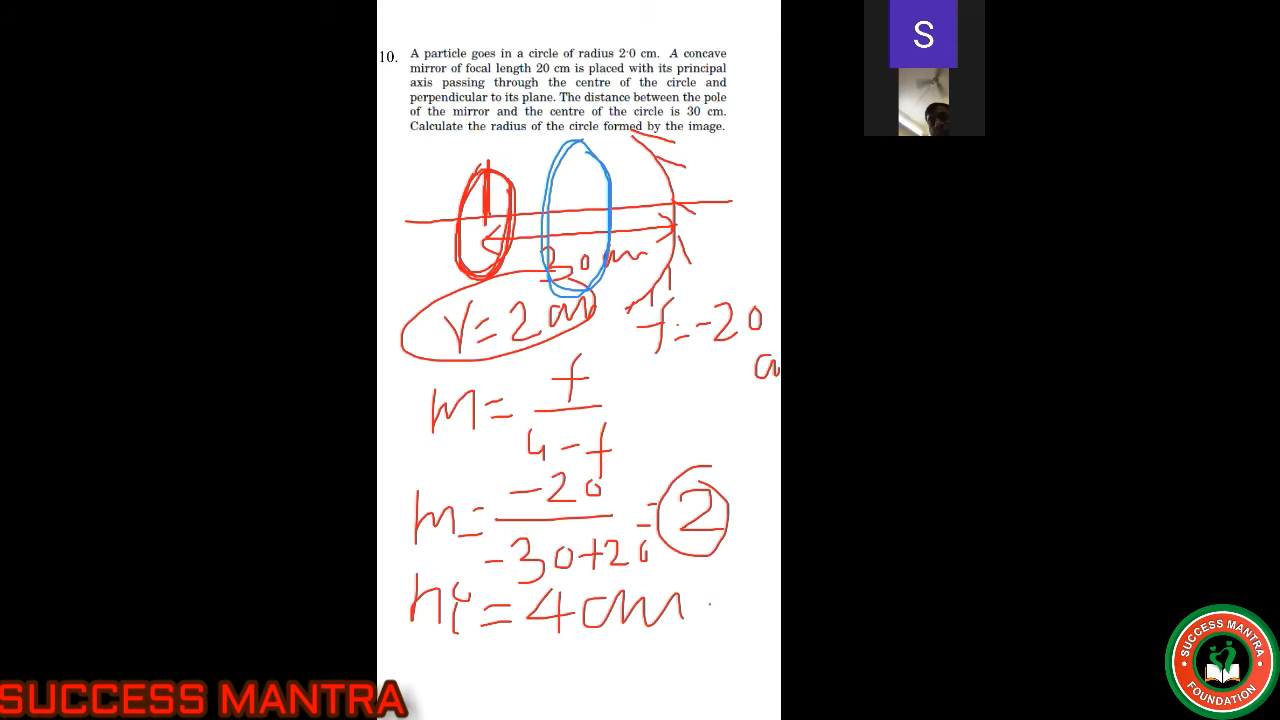 S
10. A particle goes in a circle of radius 2·0 cm. A concave
mirror of focal length 20 cm is placed with its principal
axis passing through the centre of the circle and
perpendicular to its plane. The distance between the pole
of the mirror and the centre of the circle is 30 cm.
Calculate the radius of the circle formed by the image.
30 cm
r = 2 cm
f = -20
m = f / u - f
m = -20 / -30+20 = 2
hi = 4 cm
SUCCESS MANTRA
SUCCESS MANTRA
FOUNDATION